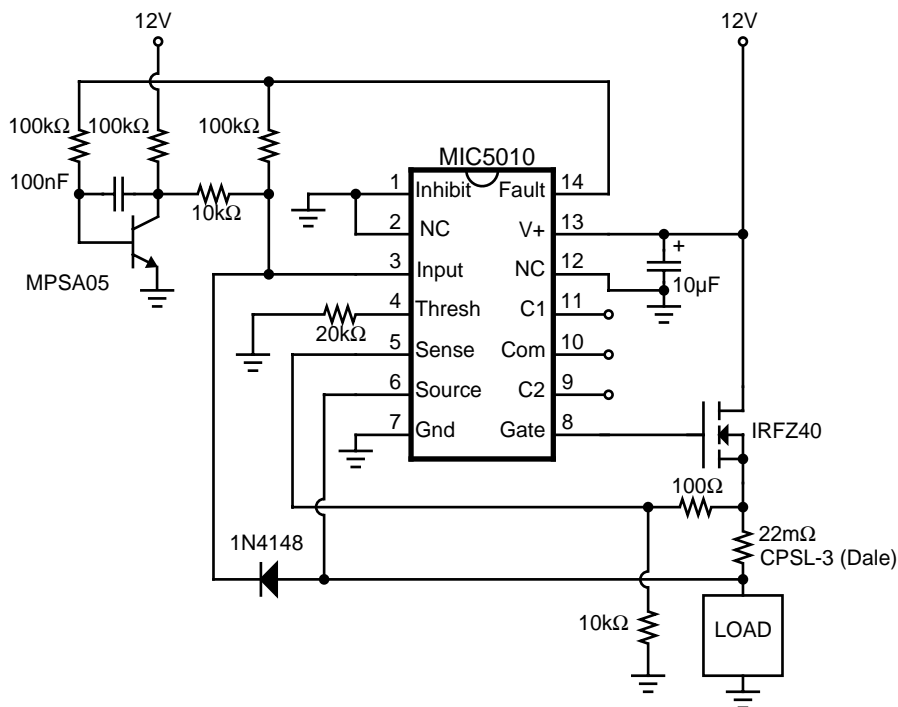 12V
12V
100kΩ
100kΩ
100kΩ
MIC5010
100nF
10kΩ
MPSA05
1 Inhibit Fault 14
2 NC V+ 13
3 Input NC 12
4 Thresh C1 11
5 Sense Com 10
6 Source C2 9
7 Gnd Gate 8
+
10µF
20kΩ
IRFZ40
100Ω
22mΩ
CPSL-3 (Dale)
1N4148
10kΩ
LOAD